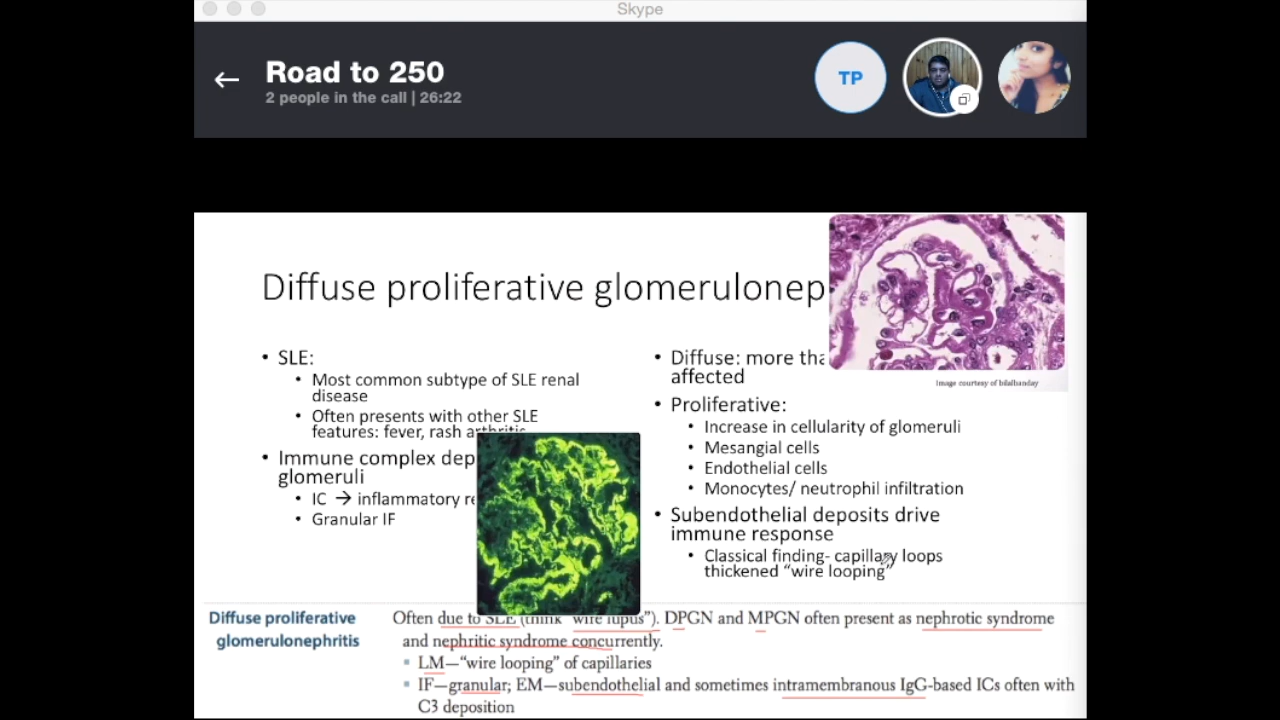 Skype
Road to 250
2 people in the call | 26:22
TP
Diffuse proliferative glomerulonep
• SLE:
• Most common subtype of SLE renal
disease
• Often presents with other SLE
features: fever, rash arthritis
• Immune complex dep
glomeruli
• IC → inflammatory re
• Granular IF
• Diffuse: more tha
affected
Image courtesy of bilalbanday
• Proliferative:
• Increase in cellularity of glomeruli
• Mesangial cells
• Endothelial cells
• Monocytes/ neutrophil infiltration
• Subendothelial deposits drive
immune response
• Classical finding- capillary loops
thickened “wire looping”
Diffuse proliferative
glomerulonephritis
Often due to SLE (think “wire lupus”). DPGN and MPGN often present as nephrotic syndrome
and nephritic syndrome concurrently.
LM—“wire looping” of capillaries
IF—granular; EM—subendothelial and sometimes intramembranous IgG-based ICs often with
C3 deposition